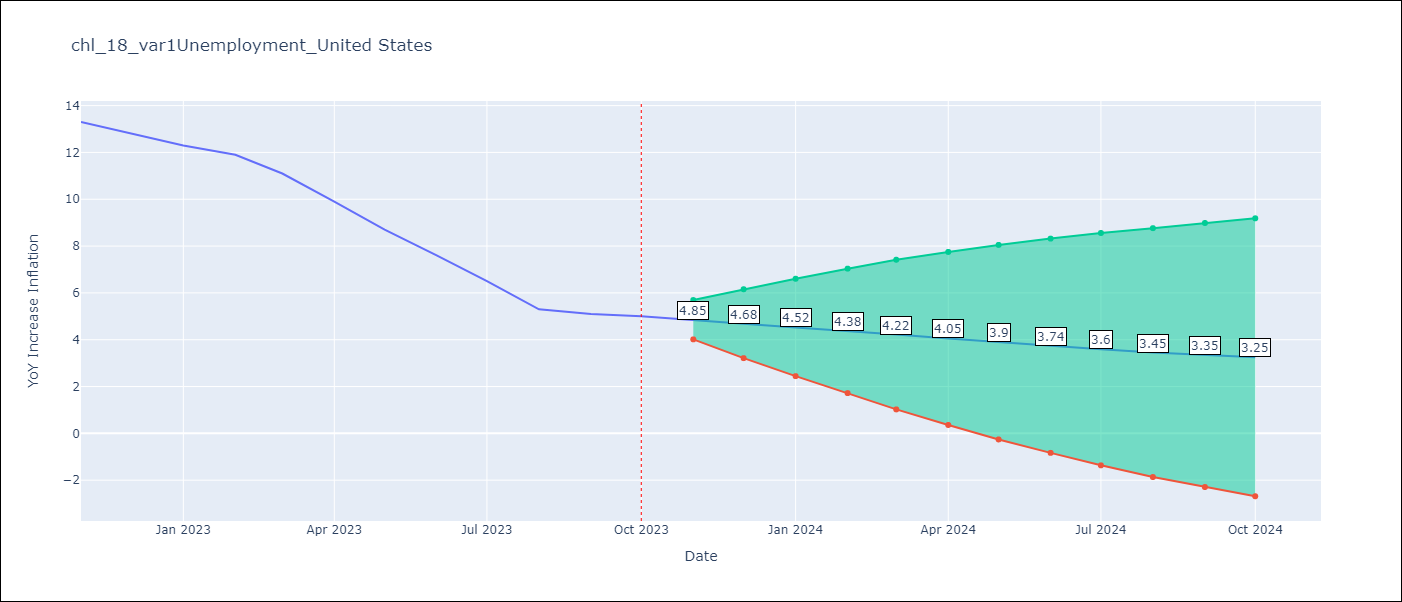 chl_18_var1Unemployment_United States
14
12
10
8
6
4
2
0
−2
YoY Increase Inflation
4.85
4.68
4.52
4.38
4.22
4.05
3.9
3.74
3.6
3.45
3.35
3.25
Jan 2023
Apr 2023
Jul 2023
Oct 2023
Jan 2024
Apr 2024
Jul 2024
Oct 2024
Date